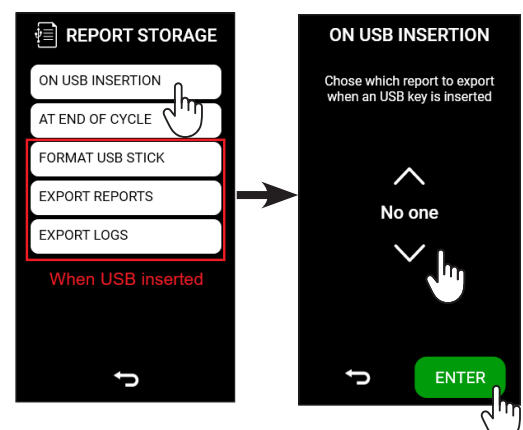 REPORT STORAGE
ON USB INSERTION
AT END OF CYCLE
FORMAT USB STICK
EXPORT REPORTS
EXPORT LOGS
When USB inserted
ON USB INSERTION
Chose which report to export
when an USB key is inserted
No one
ENTER